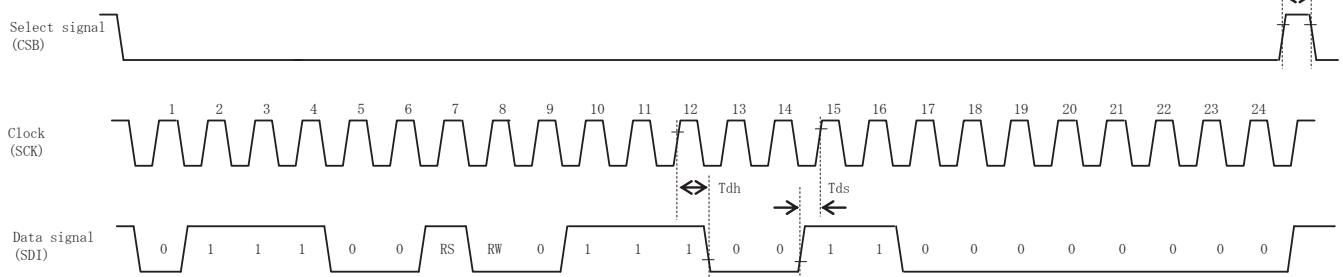 Select signal
(CSB)
1 2 3 4 5 6 7 8 9 10 11 12 13 14 15 16 17 18 19 20 21 22 23 24
Clock
(SCK)
Tdh Tds
Data signal
(SDI)
0 1 1 1 0 0 RS RW 0 1 1 1 0 0 1 1 0 0 0 0 0 0 0 0